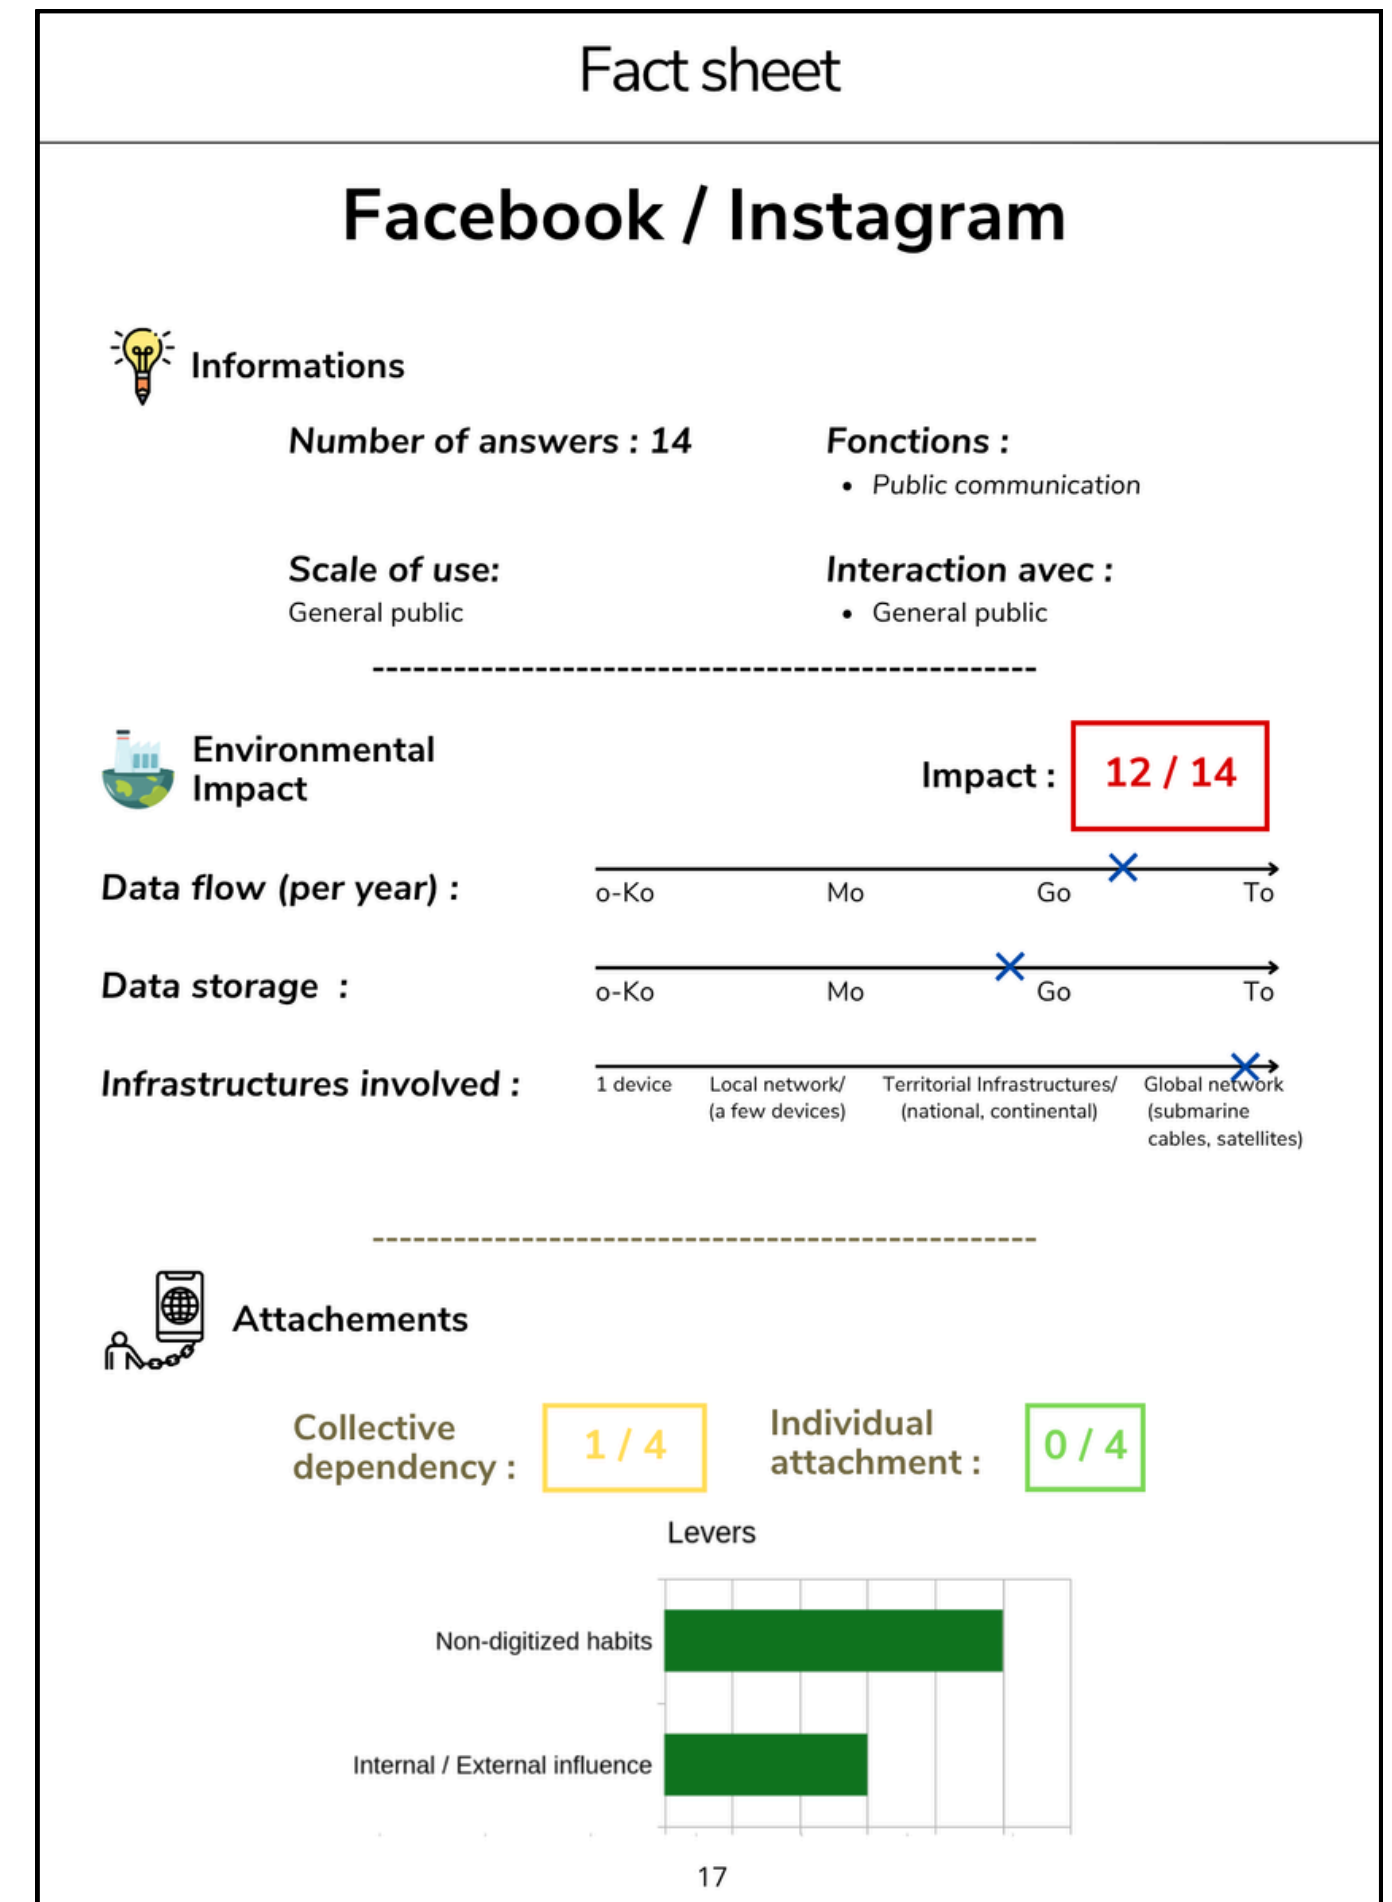 Fact sheet
Facebook / Instagram
Informations
Number of answers : 14
Fonctions :
• Public communication
Scale of use:
General public
Interaction avec :
• General public
Environmental
Impact
Impact :
12 / 14
Data flow (per year) :
o-Ko Mo Go To
Data storage :
o-Ko Mo Go To
Infrastructures involved :
1 device
Local network/
(a few devices)
Territorial Infrastructures/
(national, continental)
Global network
(submarine
cables, satellites)
Attachements
Collective
dependency :
1 / 4
Individual
attachment :
0 / 4
Levers
Non-digitized habits
Internal / External influence
17